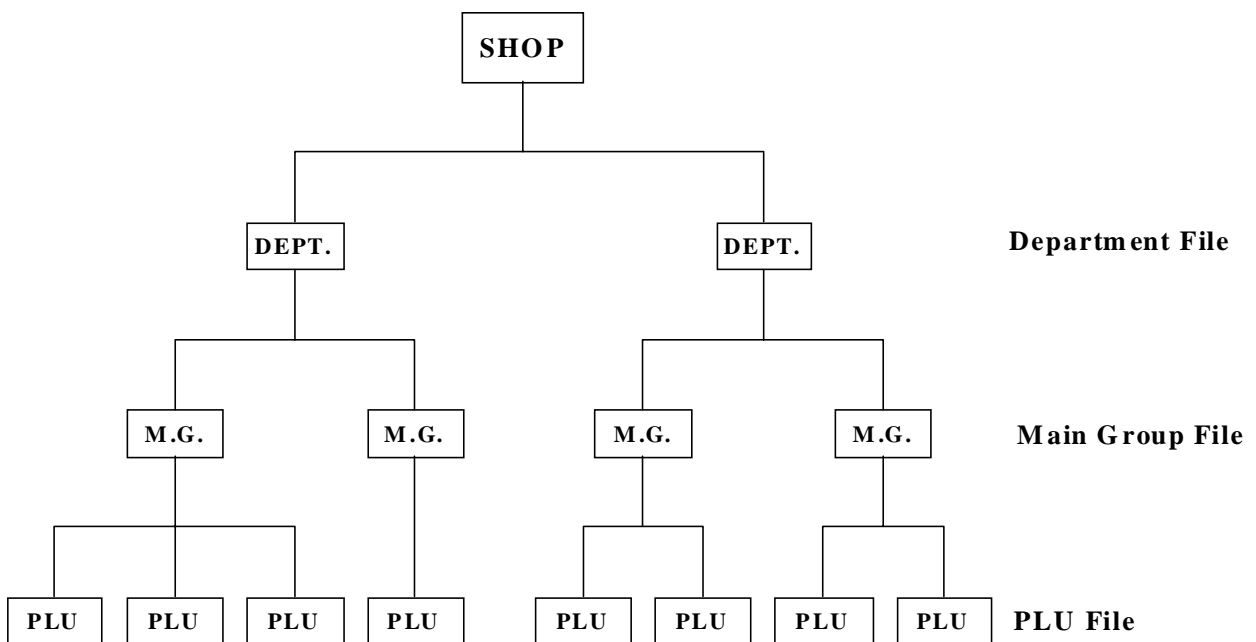 SHOP
DEPT. DEPT. Department File
M.G. M.G. M.G. M.G. Main Group File
PLU PLU PLU PLU PLU PLU PLU PLU PLU File